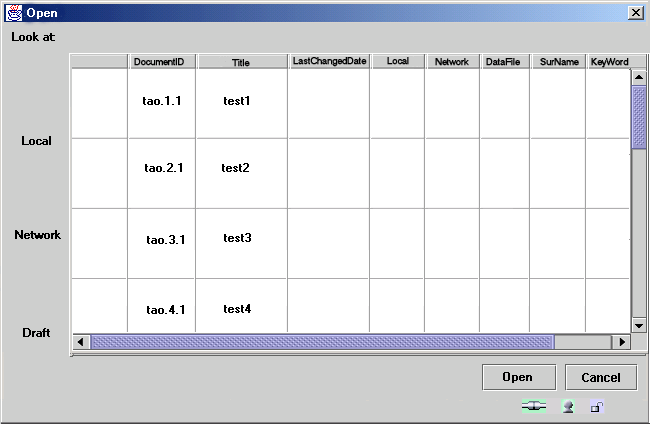 Open
Look at:
DocumentID Title LastChangedDate Local Network DataFile SurName KeyWord
tao.1.1 test1
Local
tao.2.1 test2
Network
tao.3.1 test3
tao.4.1 test4
Draft
Open Cancel